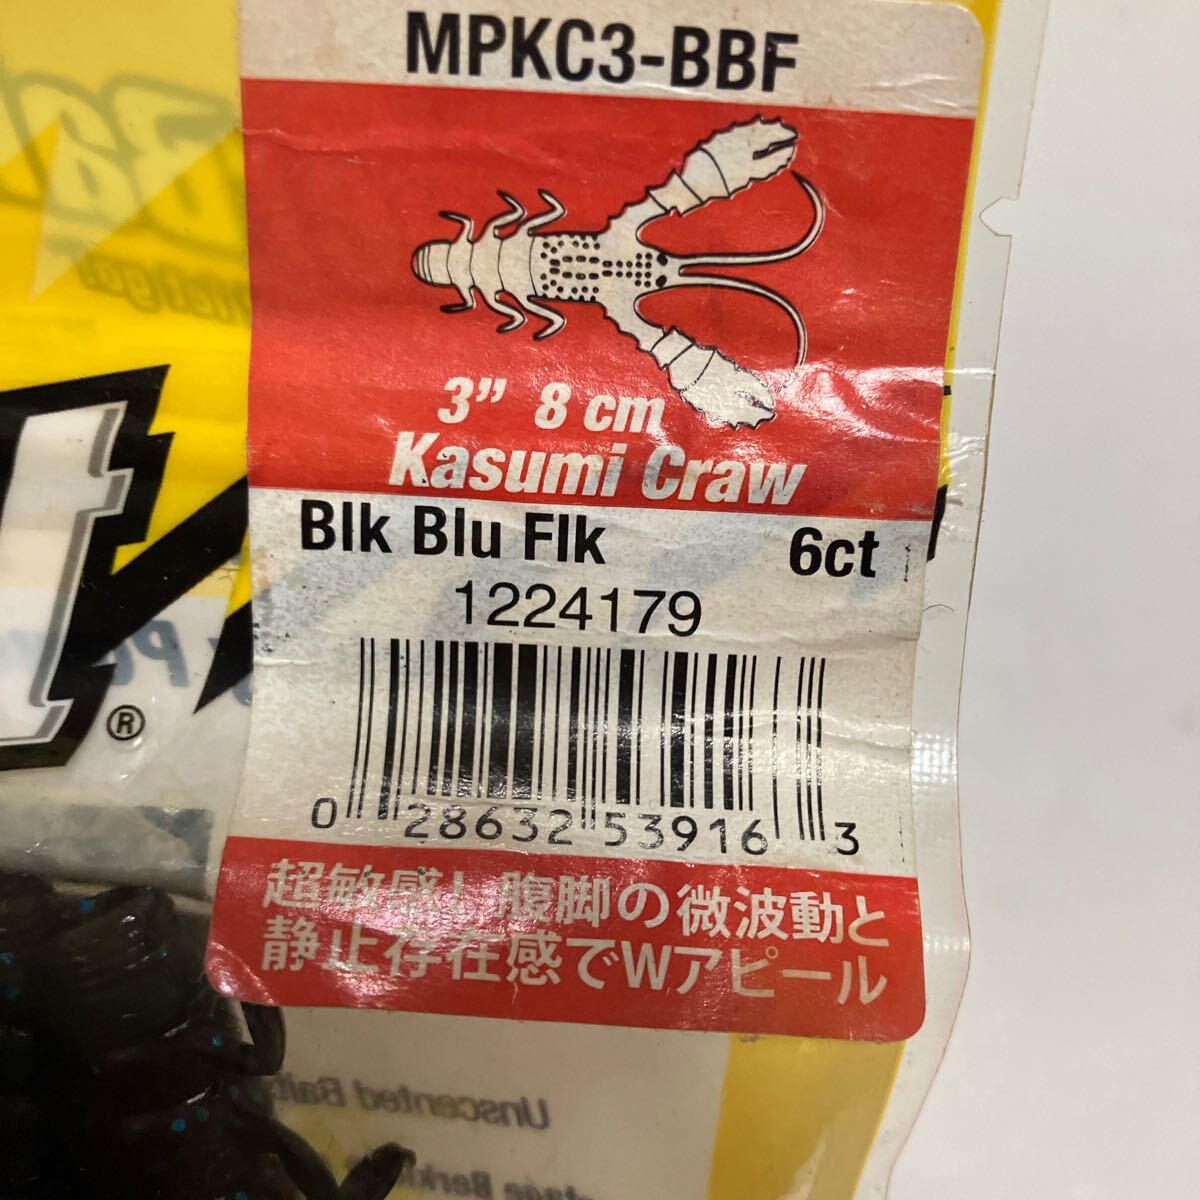 MPKC3-BBF
3” 8 cm
Kasumi Craw
Blk Blu Flk 6ct
1224179
0 28632 53916 3
超敏感！腹脚の微波動と
静止存在感でWアピール
t
®
Unscented Bait